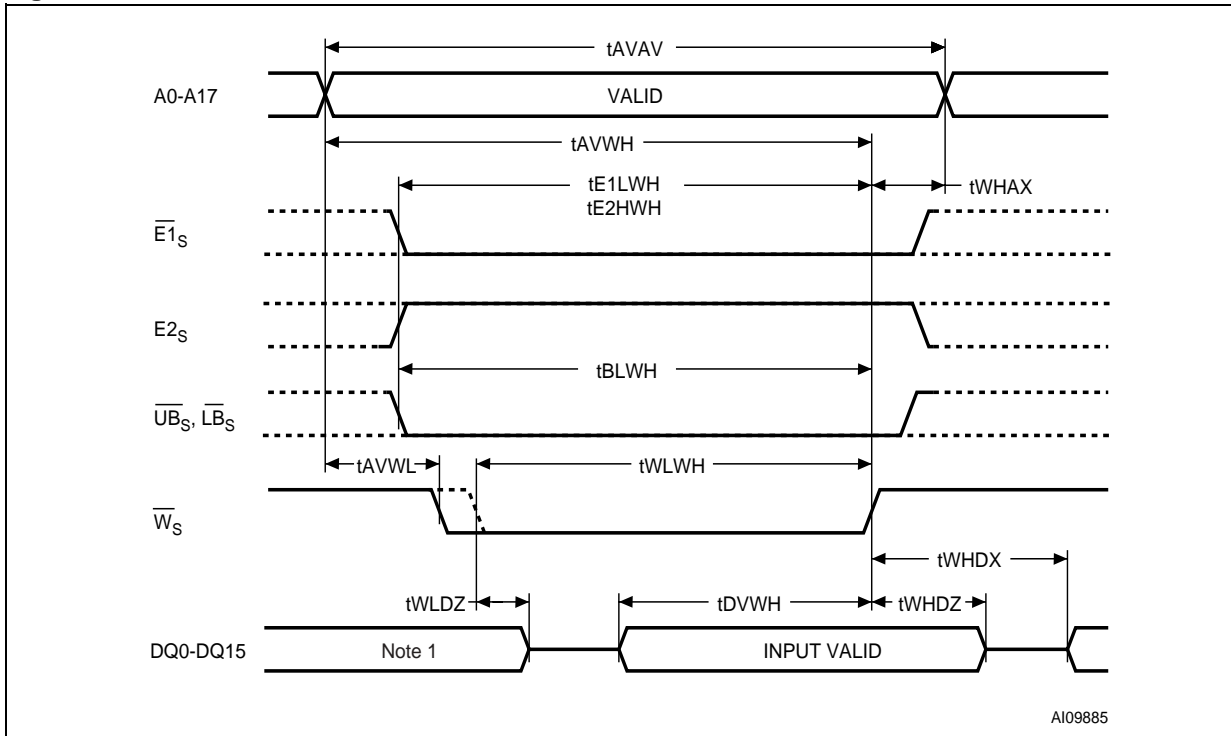 tAVAV
A0-A17
VALID
tAVWH
tE1LWH
tE2HWH
tWHAX
E1S
E2S
tBLWH
UBS, LBS
tAVWL
tWLWH
WS
tWHDX
tWLDZ
tDVWH
tWHDZ
DQ0-DQ15
Note 1
INPUT VALID
AI09885